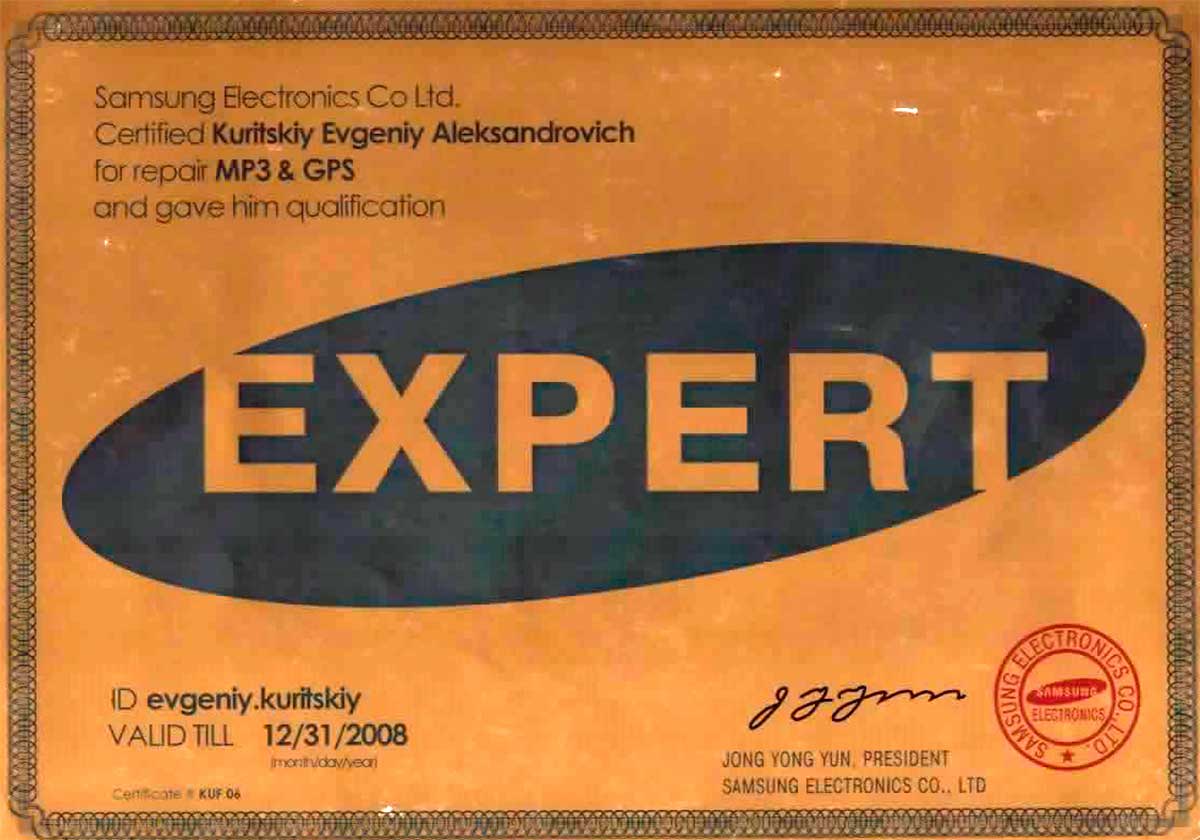 Samsung Electronics Co Ltd.
Certified Kuritskiy Evgeniy Aleksandrovich
for repair MP3 & GPS
and gave him qualification
EXPERT
ID evgeniy.kuritskiy
VALID TILL 12/31/2008
(month/day/year)
Certificate # KUF 06
JONG YONG YUN, PRESIDENT
SAMSUNG ELECTRONICS CO., LTD
SAMSUNG ELECTRONICS CO., LTD.
SAMSUNG
ELECTRONICS